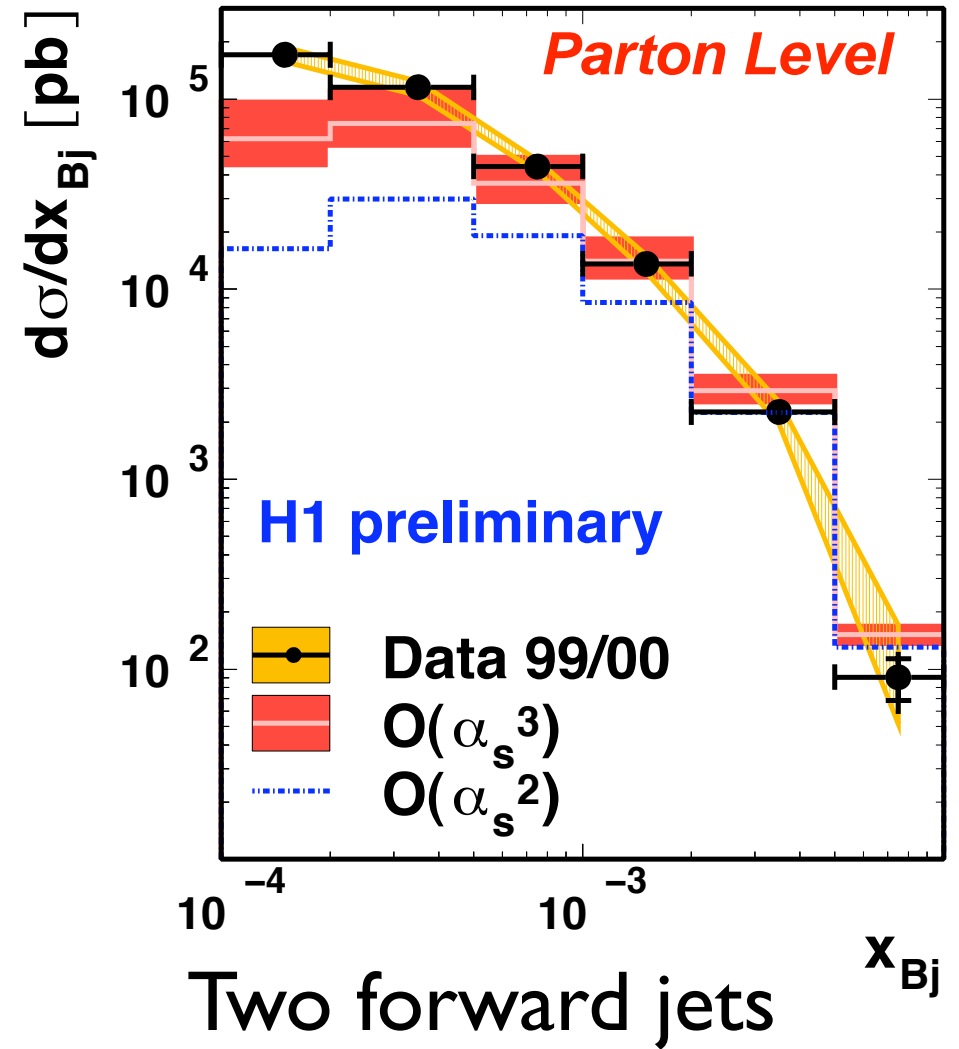 dσ/dx_Bj [pb]
Parton Level
10^5
10^4
10^3
H1 preliminary
10^2
Data 99/00
O(α_s^3)
O(α_s^2)
10^−4
10^−3
x_Bj
Two forward jets